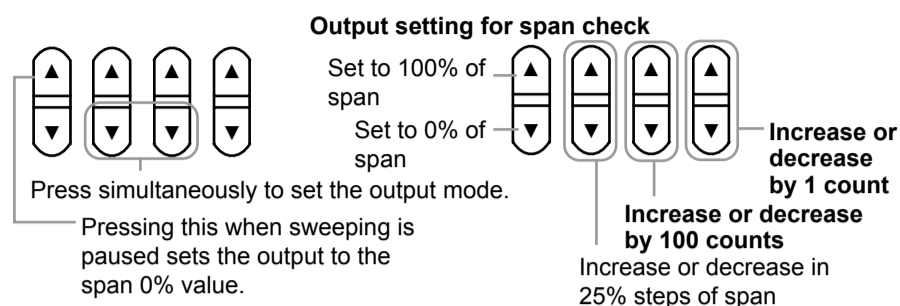 Output setting for span check
Set to 100% of
span
Set to 0% of
span
Press simultaneously to set the output mode.
Pressing this when sweeping is
paused sets the output to the
span 0% value.
Increase or
decrease
by 1 count
Increase or decrease
by 100 counts
Increase or decrease in
25% steps of span